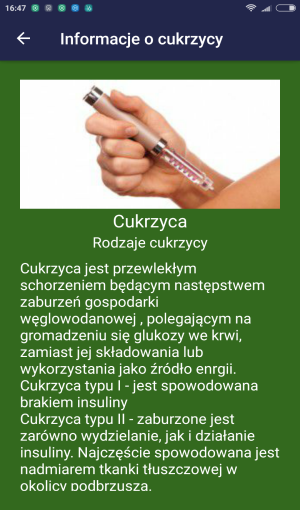 16:47
Informacje o cukrzycy
Cukrzyca
Rodzaje cukrzycy
Cukrzyca jest przewlekłym
schorzeniem będącym następstwem
zaburzeń gospodarki
węglowodanowej , polegającym na
gromadzeniu się glukozy we krwi,
zamiast jej składowania lub
wykorzystania jako źródło enrgii.
Cukrzyca typu I - jest spowodowana
brakiem insuliny
Cukrzyca typu II - zaburzone jest
zarówno wydzielanie, jak i działanie
insuliny. Najczęście spowodowana jest
nadmiarem tkanki tłuszczowej w
okolicy podbrzusza.